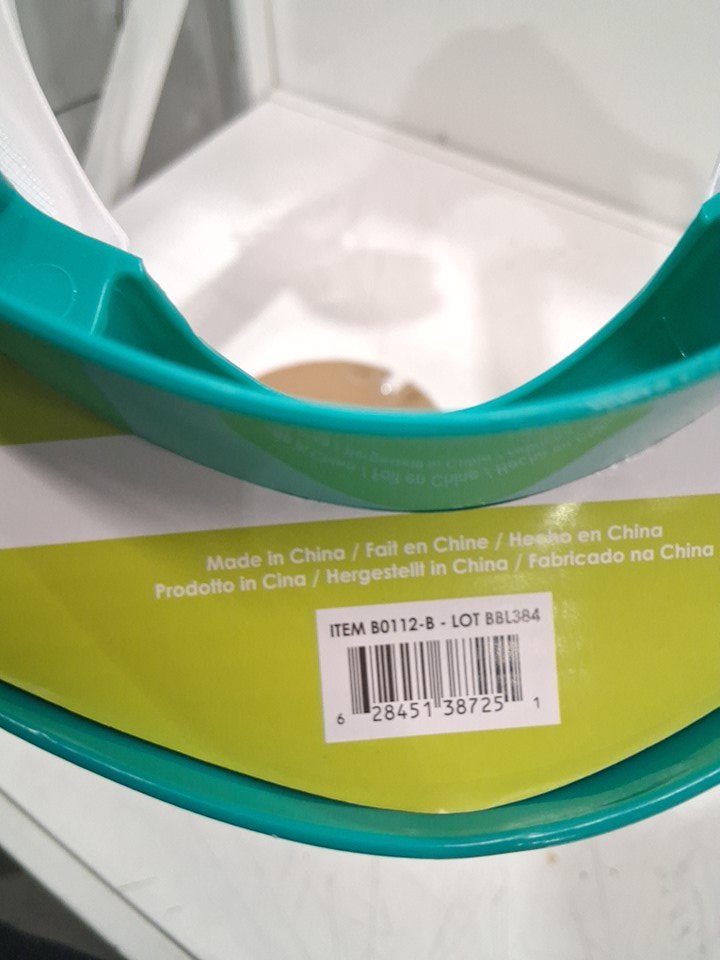 Made in China / Fait en Chine / Hecho en China
Prodotto in Cina / Hergestellt in China / Fabricado na China
ITEM B0112-B - LOT BBL384
6 28451 38725 1